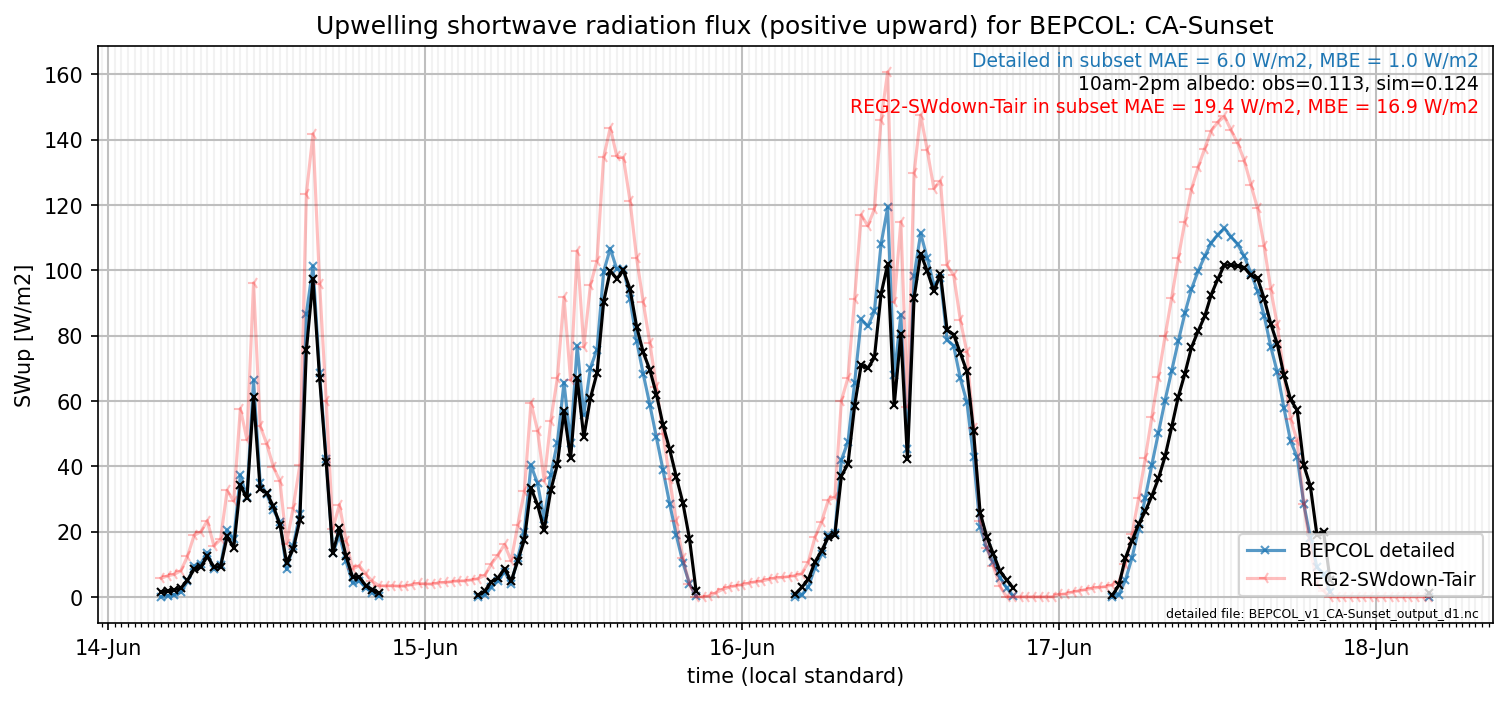 Upwelling shortwave radiation flux (positive upward) for BEPCOL: CA-Sunset
Detailed in subset MAE = 6.0 W/m2, MBE = 1.0 W/m2
10am-2pm albedo: obs=0.113, sim=0.124
REG2-SWdown-Tair in subset MAE = 19.4 W/m2, MBE = 16.9 W/m2
SWup [W/m2]
160
140
120
100
80
60
40
20
0
BEPCOL detailed
REG2-SWdown-Tair
detailed file: BEPCOL_v1_CA-Sunset_output_d1.nc
14-Jun
15-Jun
16-Jun
17-Jun
18-Jun
time (local standard)